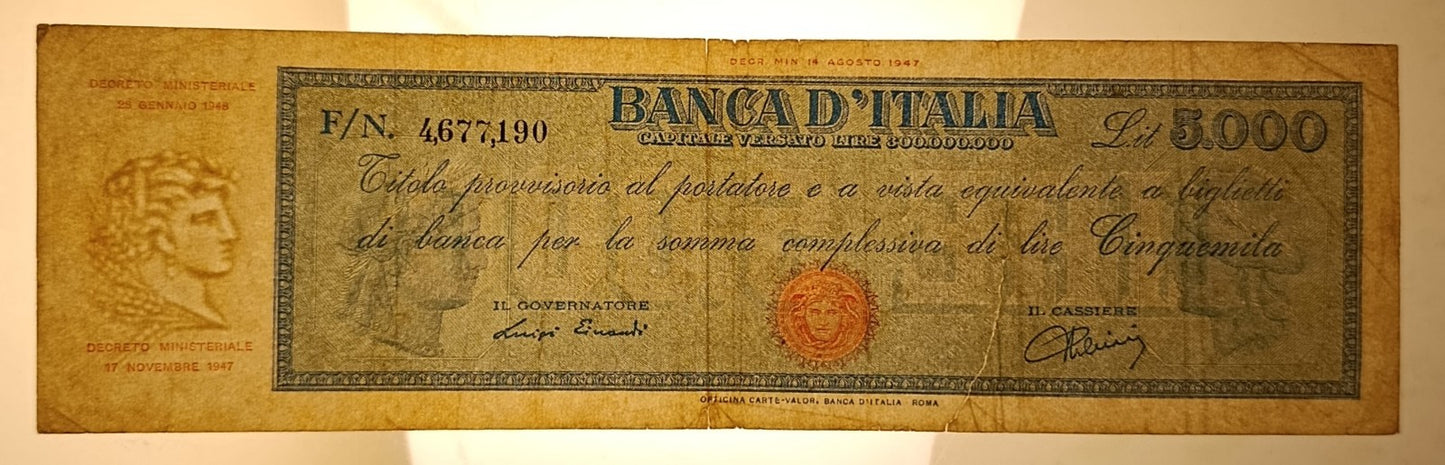 DECR. MIN 14 AGOSTO 1947
DECRETO MINISTERIALE
25 GENNAIO 1948
BANCA D'ITALIA
CAPITALE VERSATO LIRE 300.000.000
F/N. 4,677,190
Lit 5.000
Titolo provvisorio al portatore e a vista equivalente a biglietti
di banca per la somma complessiva di lire Cinquemila
IL GOVERNATORE
Luigi Einaudi
IL CASSIERE
DECRETO MINISTERIALE
17 NOVEMBRE 1947
OFFICINA CARTE-VALORI BANCA D'ITALIA ROMA